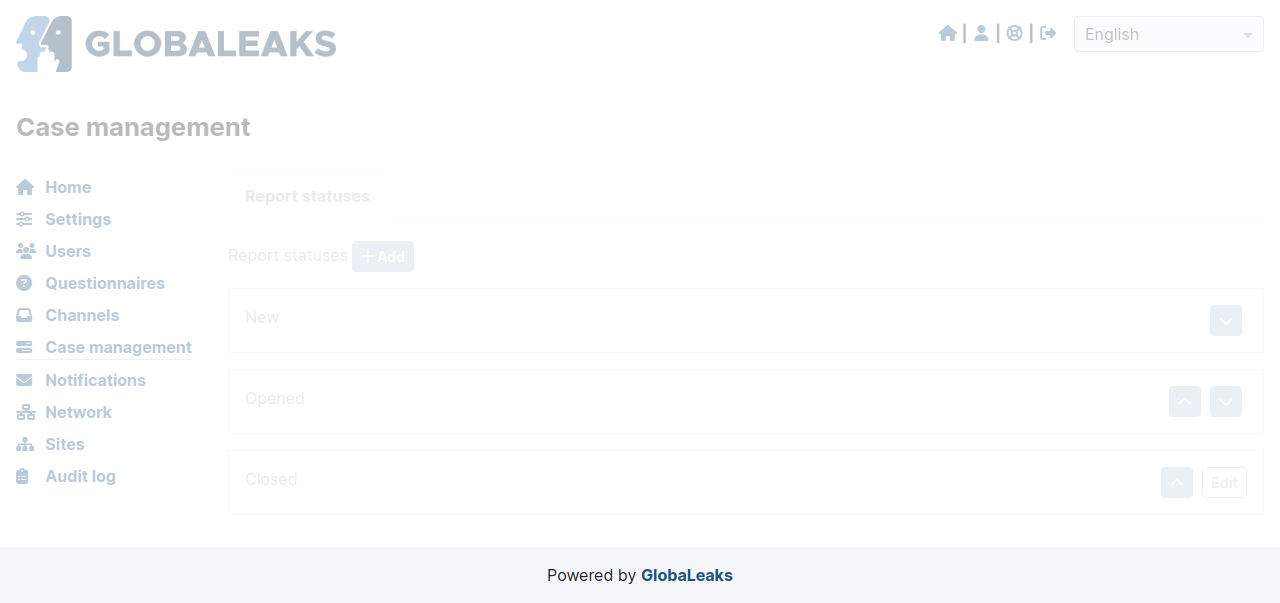 GLOBALEAKS
English
Case management
Home
Settings
Users
Questionnaires
Channels
Case management
Notifications
Network
Sites
Audit log
Report statuses
Report statuses + Add
New
Opened
Closed
Edit
Powered by GlobaLeaks